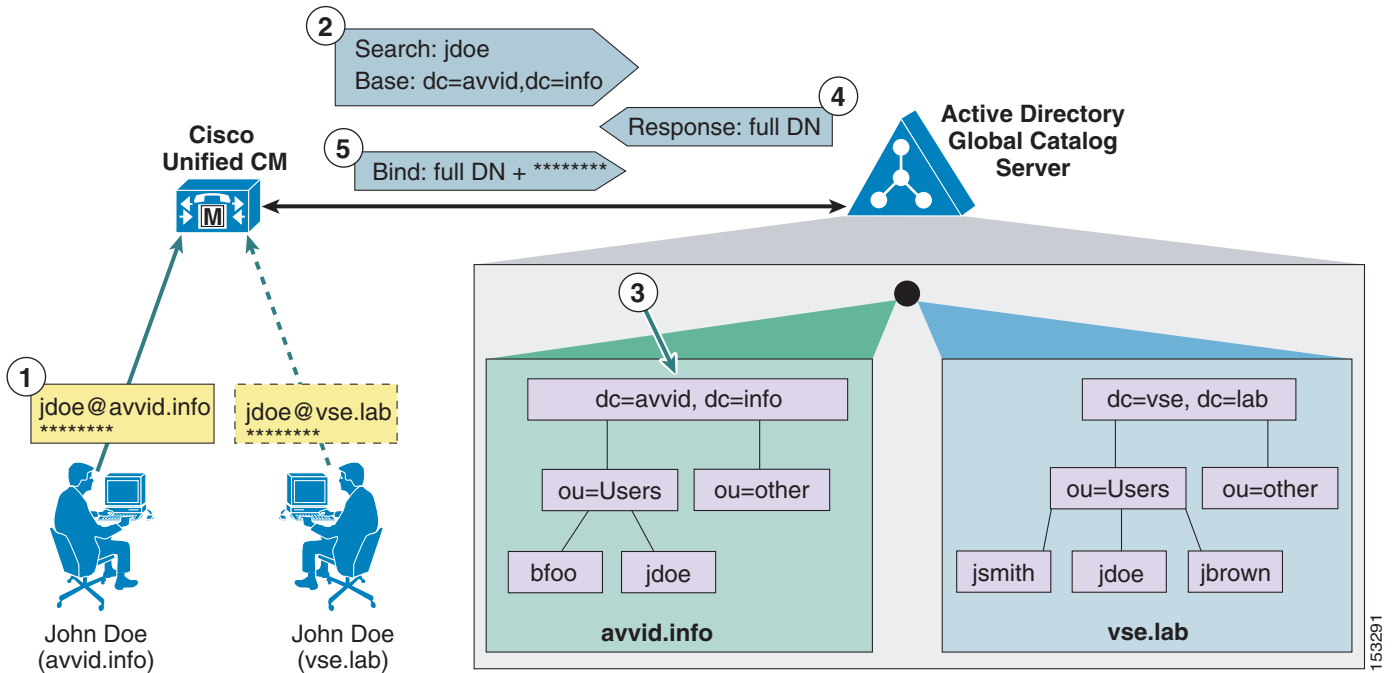 2
Search: jdoe
Base: dc=avvid,dc=info
4
Response: full DN
5
Bind: full DN + ********
Cisco
Unified CM
M
Active Directory
Global Catalog
Server
1
jdoe@avvid.info
********
jdoe@vse.lab
********
John Doe
(avvid.info)
John Doe
(vse.lab)
3
dc=avvid, dc=info
ou=Users
ou=other
bfoo
jdoe
avvid.info
dc=vse, dc=lab
ou=Users
ou=other
jsmith
jdoe
jbrown
vse.lab
153291